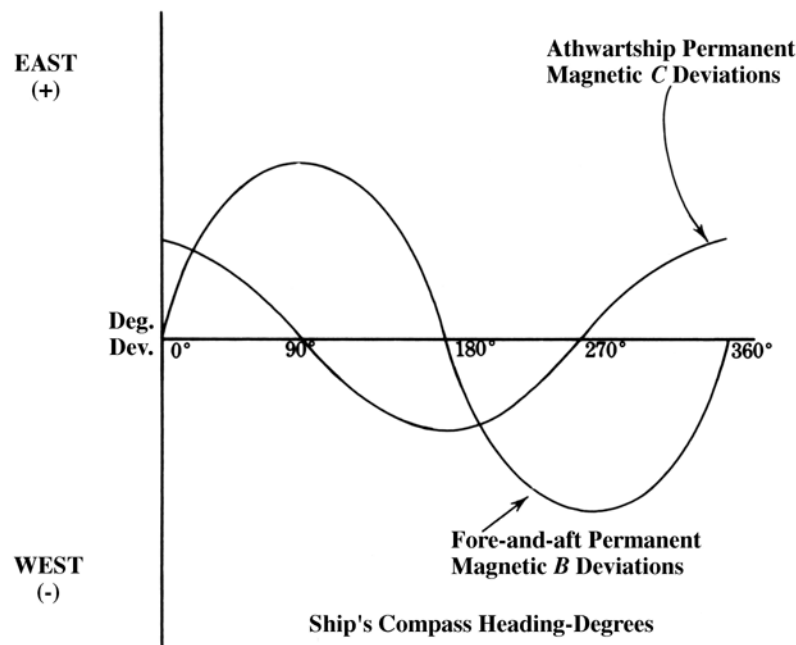 EAST
(+)
Athwartship Permanent
Magnetic C Deviations
Deg.
Dev.
0°
90°
180°
270°
360°
Fore-and-aft Permanent
Magnetic B Deviations
WEST
(-)
Ship's Compass Heading-Degrees